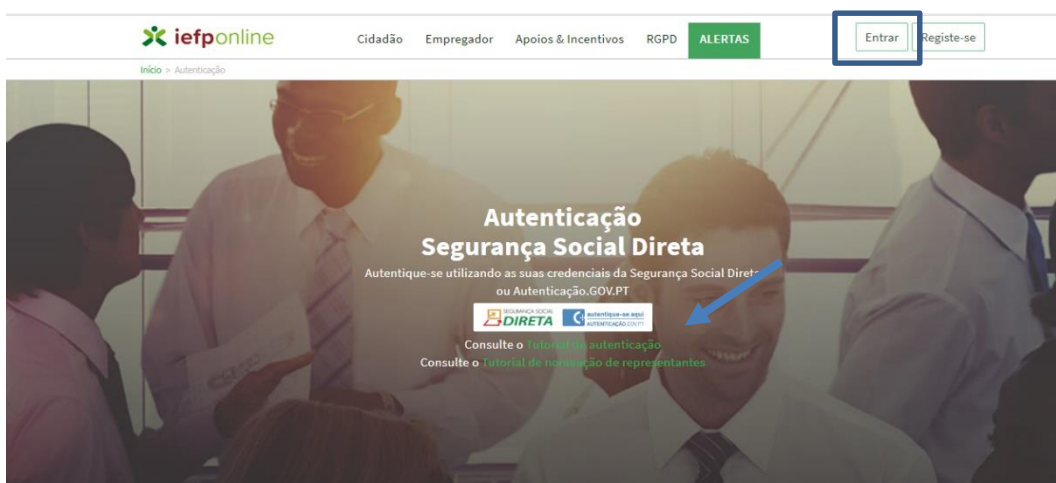 iefponline
Cidadão Empregador Apoios & Incentivos RGPD ALERTAS Entrar Registe-se
Início > Autenticação
Autenticação
Segurança Social Direta
Autentique-se utilizando as suas credenciais da Segurança Social Direta
ou Autenticação.GOV.PT
SEGURANÇA SOCIAL
DIRETA
autentique-se aqui
AUTENTICAÇÃO.GOV.PT
Consulte o Tutorial de autenticação
Consulte o Tutorial de nomeação de representantes